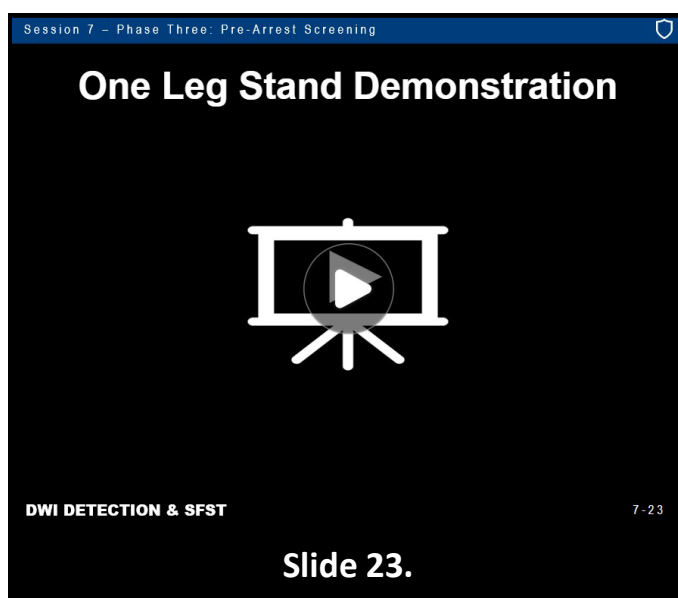 Session 7 – Phase Three: Pre-Arrest Screening
One Leg Stand Demonstration
DWI DETECTION & SFST
7-23
Slide 23.